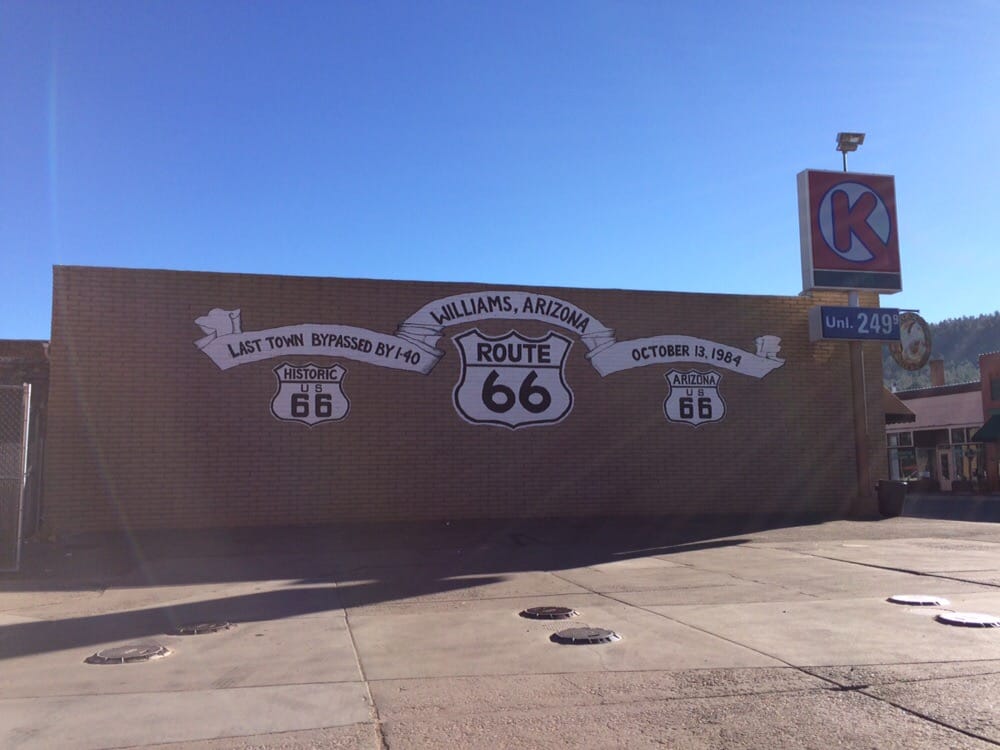 WILLIAMS, ARIZONA
LAST TOWN BYPASSED BY I-40
OCTOBER 13, 1984
HISTORIC
US
66
ROUTE
66
ARIZONA
US
66
K
Unl. 249 9